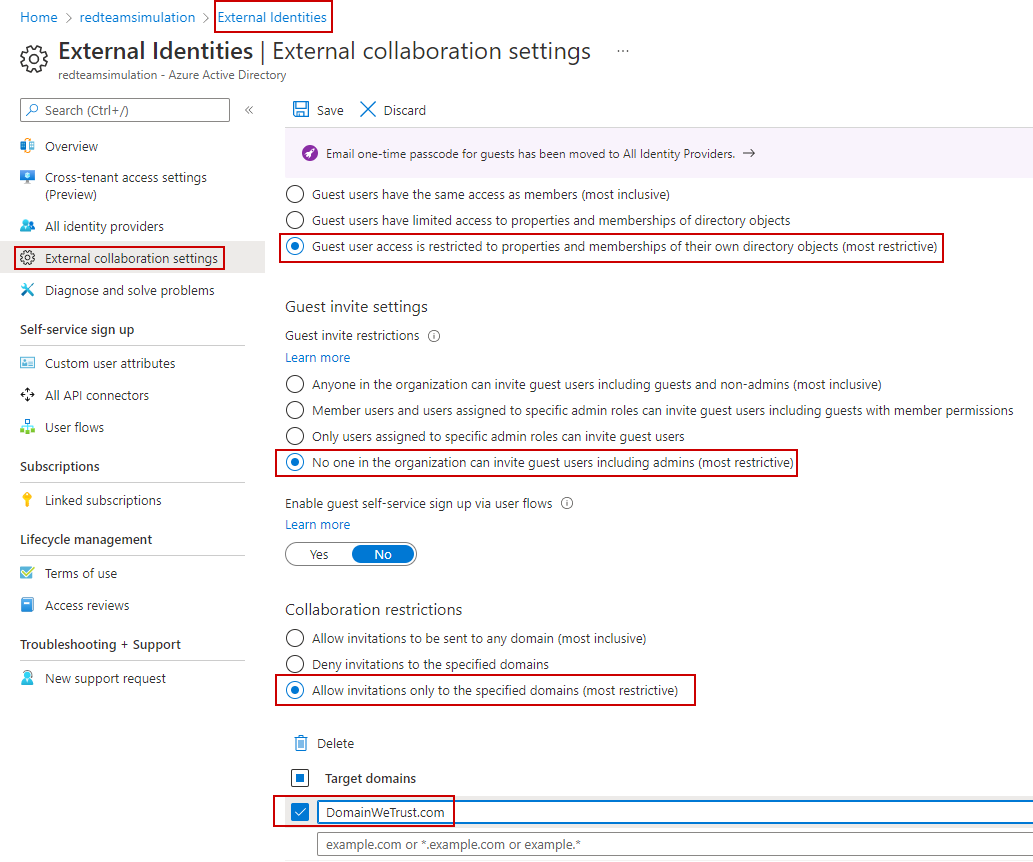 Home > redteamsimulation > External Identities
External Identities | External collaboration settings ...
redteamsimulation - Azure Active Directory
Search (Ctrl+/)
«
Save
Discard
Overview
Cross-tenant access settings
(Preview)
All identity providers
External collaboration settings
Diagnose and solve problems
Self-service sign up
Custom user attributes
All API connectors
User flows
Subscriptions
Linked subscriptions
Lifecycle management
Terms of use
Access reviews
Troubleshooting + Support
New support request
Email one-time passcode for guests has been moved to All Identity Providers. →
Guest users have the same access as members (most inclusive)
Guest users have limited access to properties and memberships of directory objects
Guest user access is restricted to properties and memberships of their own directory objects (most restrictive)
Guest invite settings
Guest invite restrictions
Learn more
Anyone in the organization can invite guest users including guests and non-admins (most inclusive)
Member users and users assigned to specific admin roles can invite guest users including guests with member permissions
Only users assigned to specific admin roles can invite guest users
No one in the organization can invite guest users including admins (most restrictive)
Enable guest self-service sign up via user flows
Learn more
Yes No
Collaboration restrictions
Allow invitations to be sent to any domain (most inclusive)
Deny invitations to the specified domains
Allow invitations only to the specified domains (most restrictive)
Delete
Target domains
DomainWeTrust.com
example.com or *.example.com or example.*